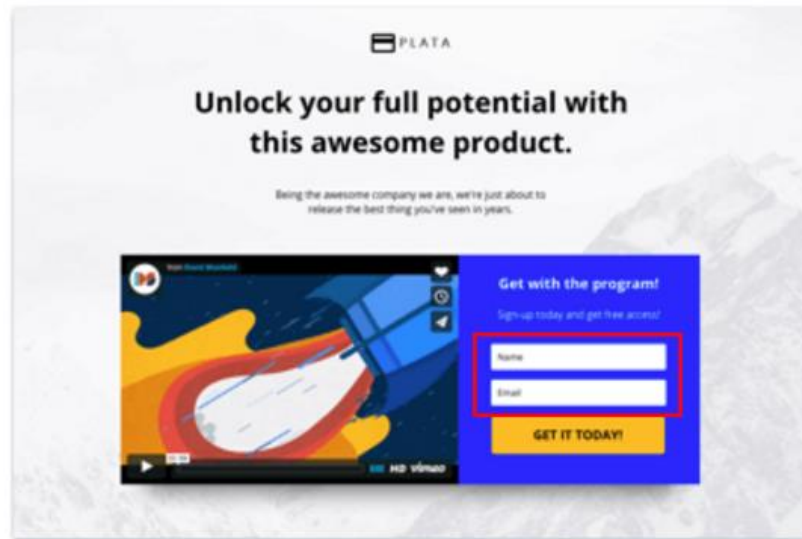 PLATA
Unlock your full potential with
this awesome product.
Being the awesome company we are, we're just about to
release the best thing you've seen in years.
from
Get with the program!
Sign-up today and get free access!
Name
Email
GET IT TODAY!
HD vimeo